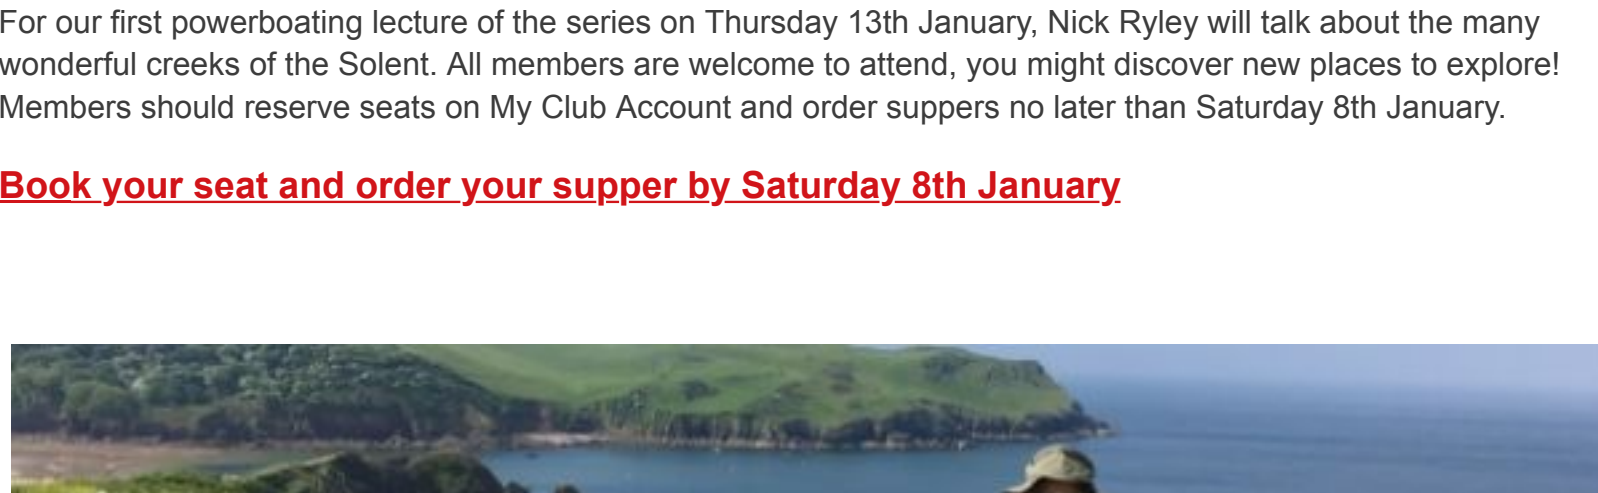 For our first powerboating lecture of the series on Thursday 13th January, Nick Ryley will talk about the many
wonderful creeks of the Solent. All members are welcome to attend, you might discover new places to explore!
Members should reserve seats on My Club Account and order suppers no later than Saturday 8th January.
Book your seat and order your supper by Saturday 8th January